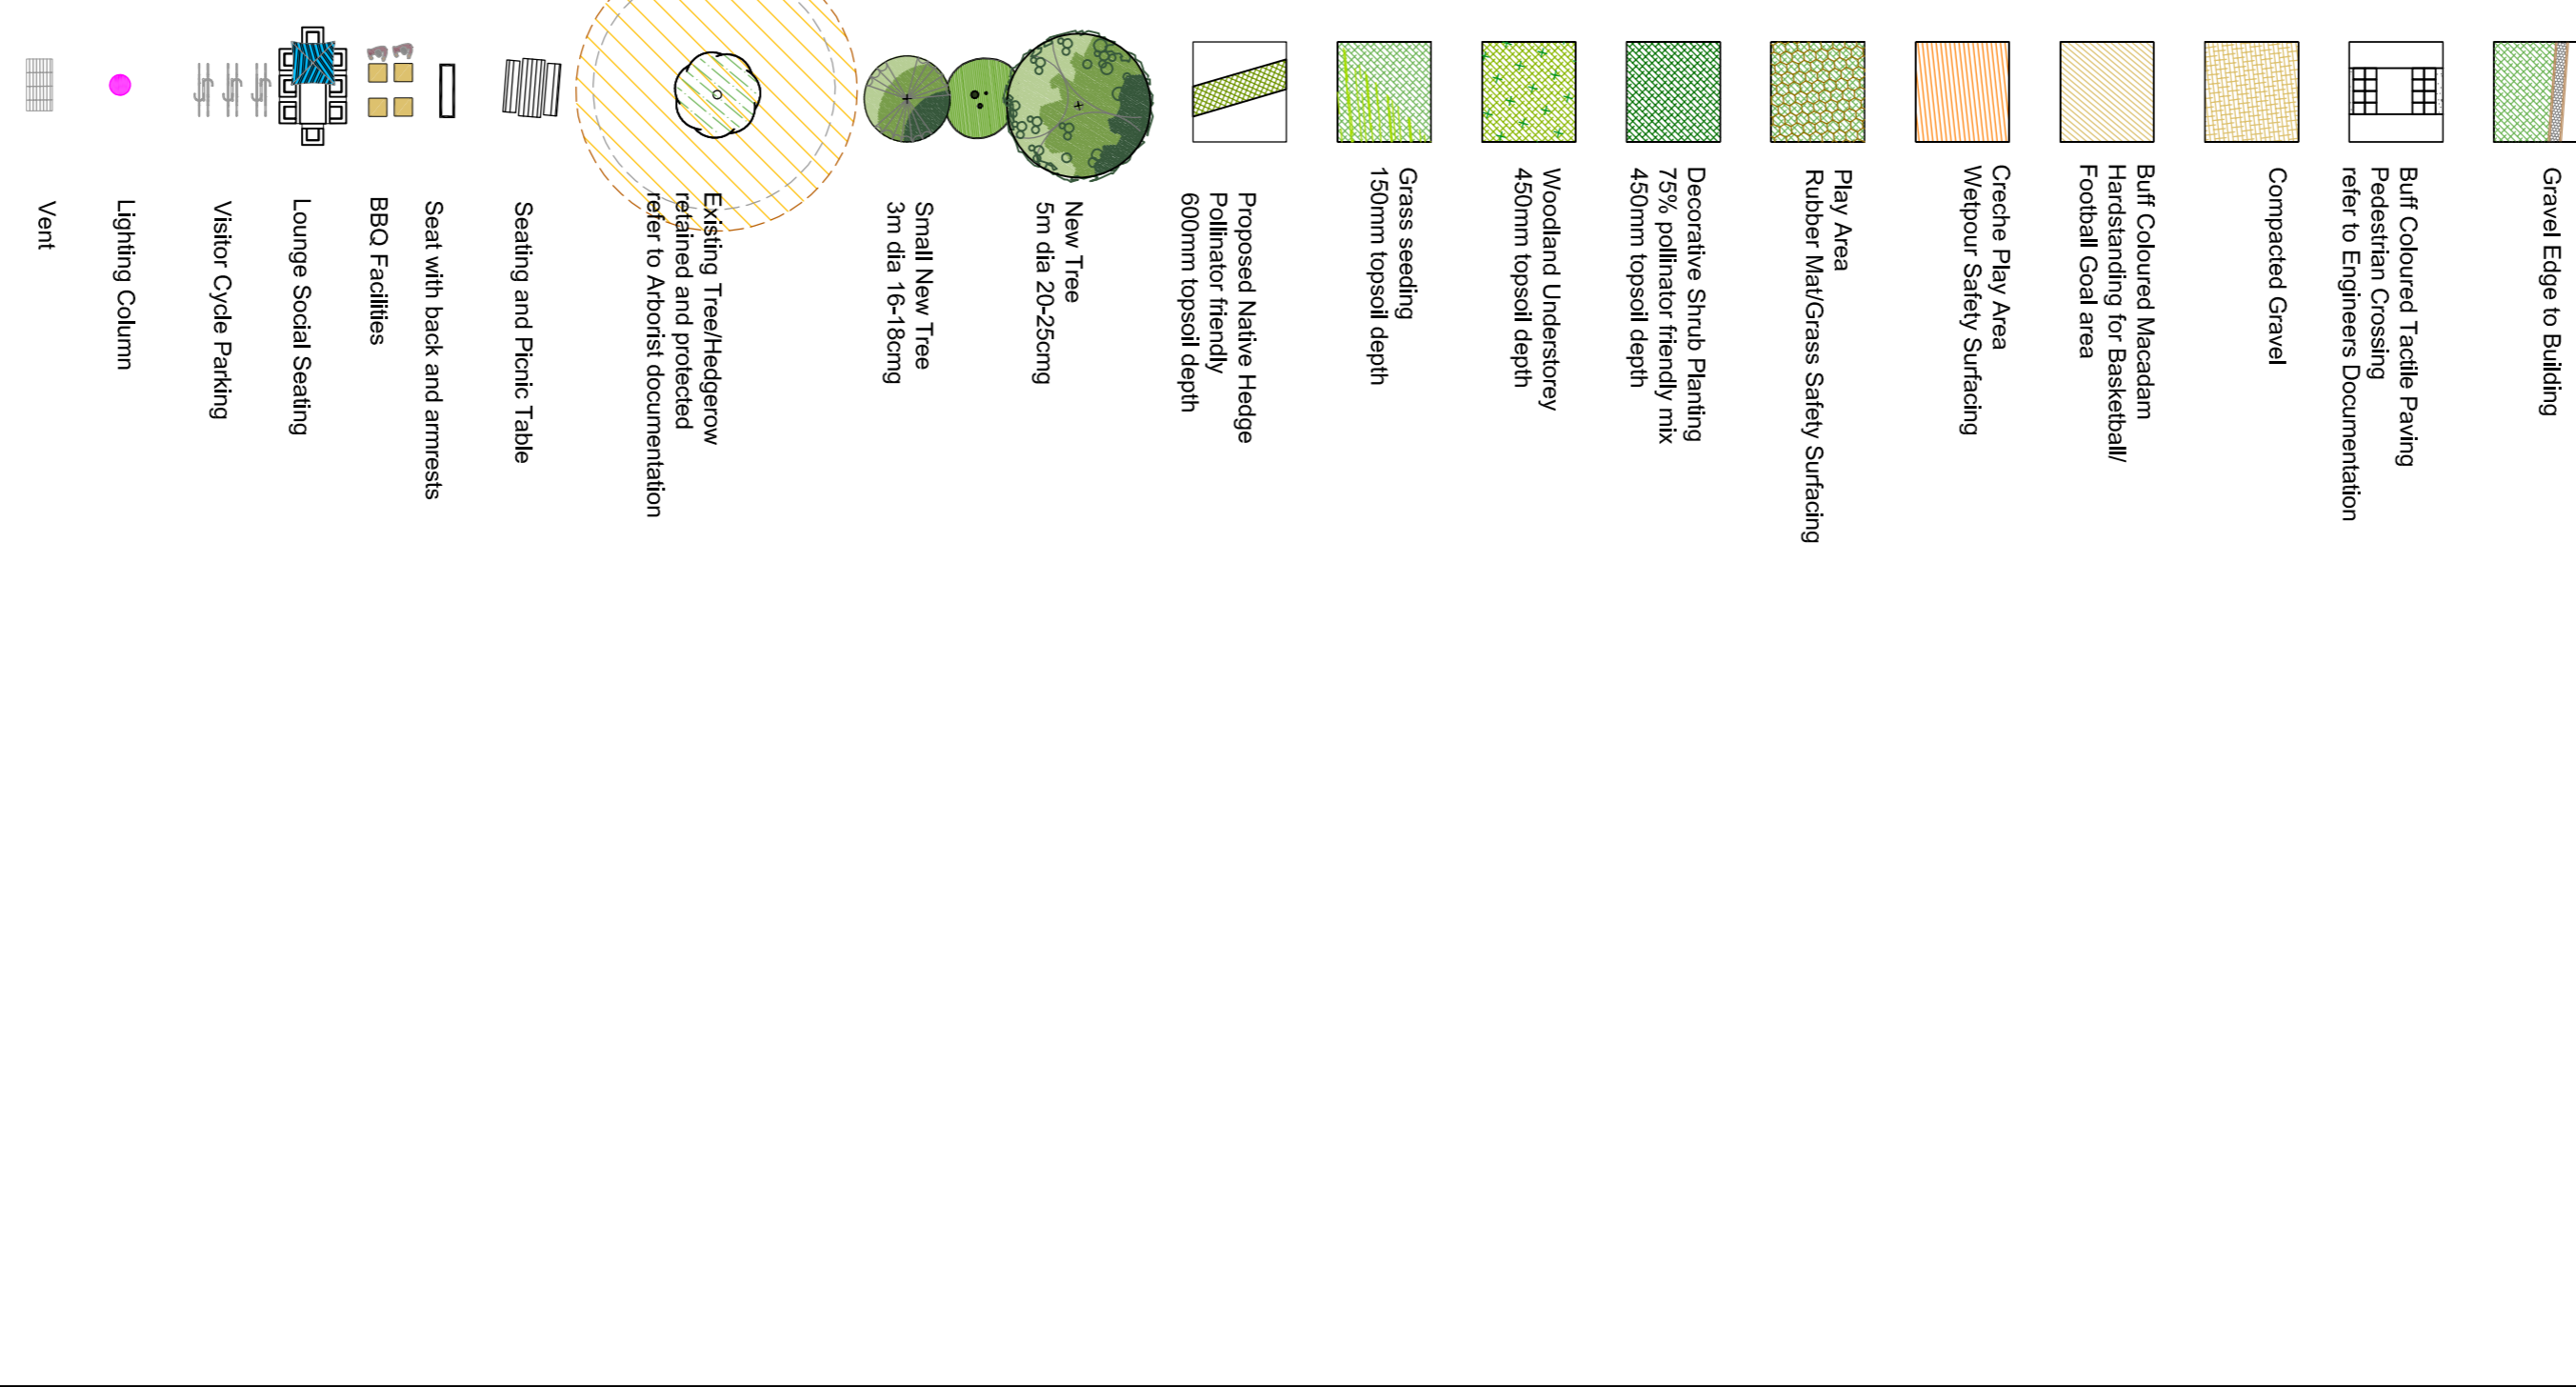 Gravel Edge to Building
Buff Coloured Tactile Paving
Pedestrian Crossing
refer to Engineers Documentation
Compacted Gravel
Buff Coloured Macadam
Hardstanding for Basketball/
Football Goal area
Creche Play Area
Wetpour Safety Surfacing
Play Area
Rubber Mat/Grass Safety Surfacing
Decorative Shrub Planting
75% pollinator friendly mix
450mm topsoil depth
Woodland Understorey
450mm topsoil depth
Grass seeding
150mm topsoil depth
Proposed Native Hedge
Pollinator friendly
600mm topsoil depth
New Tree
5m dia 20-25cmg
Small New Tree
3m dia 16-18cmg
Existing Tree/Hedgerow
retained and protected
refer to Arborist documentation
Seating and Picnic Table
Seat with back and armrests
BBQ Facilities
Lounge Social Seating
Visitor Cycle Parking
Lighting Column
Vent